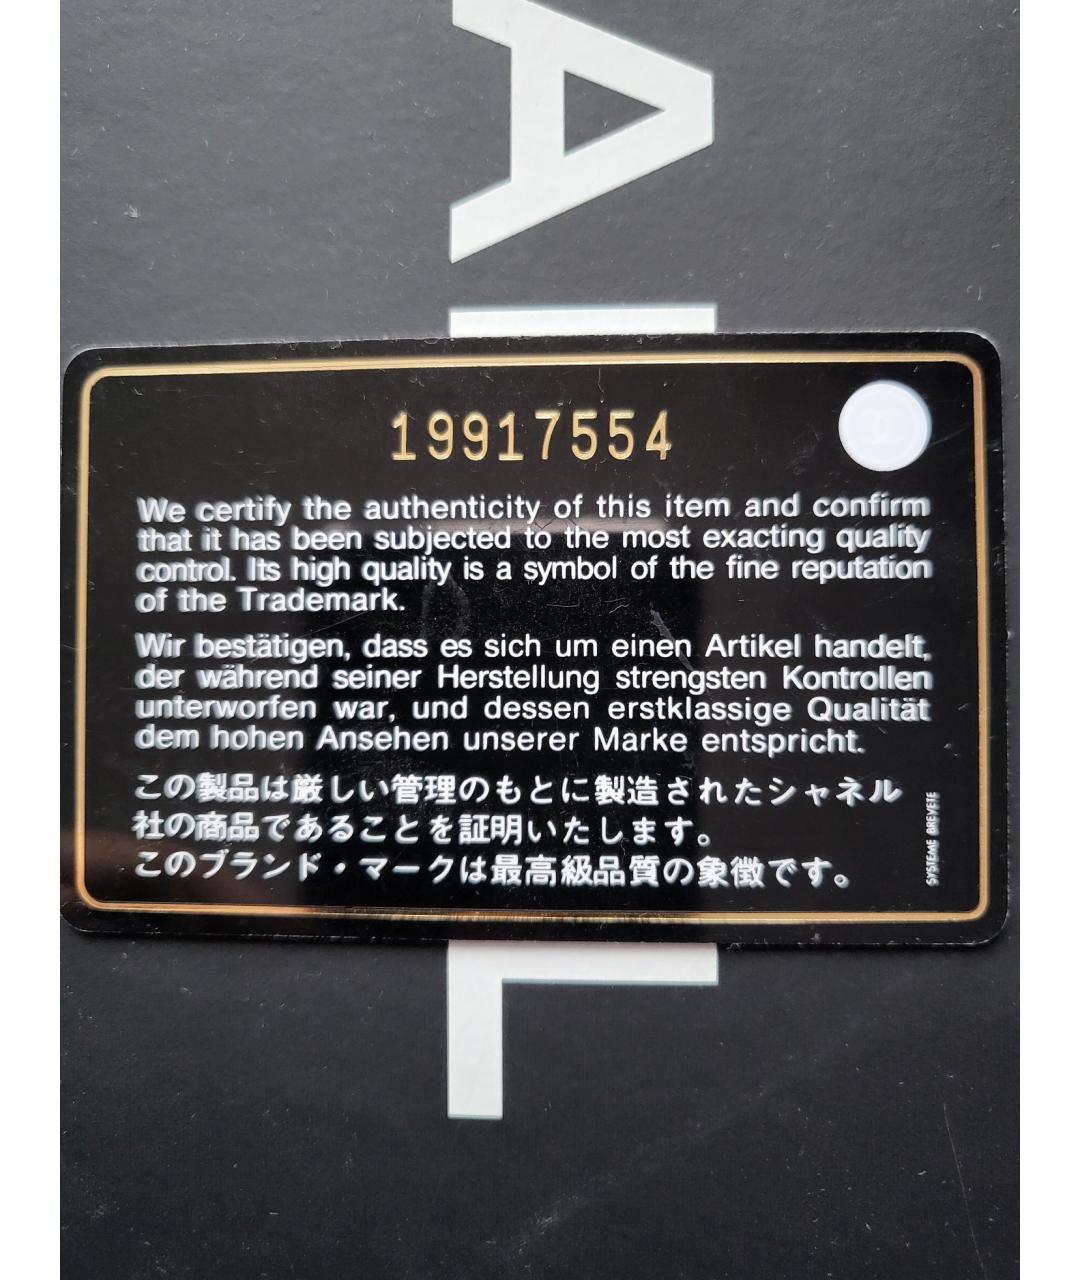 19917554
We certify the authenticity of this item and confirm
that it has been subjected to the most exacting quality
control. Its high quality is a symbol of the fine reputation
of the Trademark.
Wir bestätigen, dass es sich um einen Artikel handelt,
der während seiner Herstellung strengsten Kontrollen
unterworfen war, und dessen erstklassige Qualität
dem hohen Ansehen unserer Marke entspricht.
この製品は厳しい管理のもとに製造されたシャネル
社の商品であることを証明いたします。
このブランド・マークは最高級品質の象徴です。
SYSTEME BREVETE
A
L